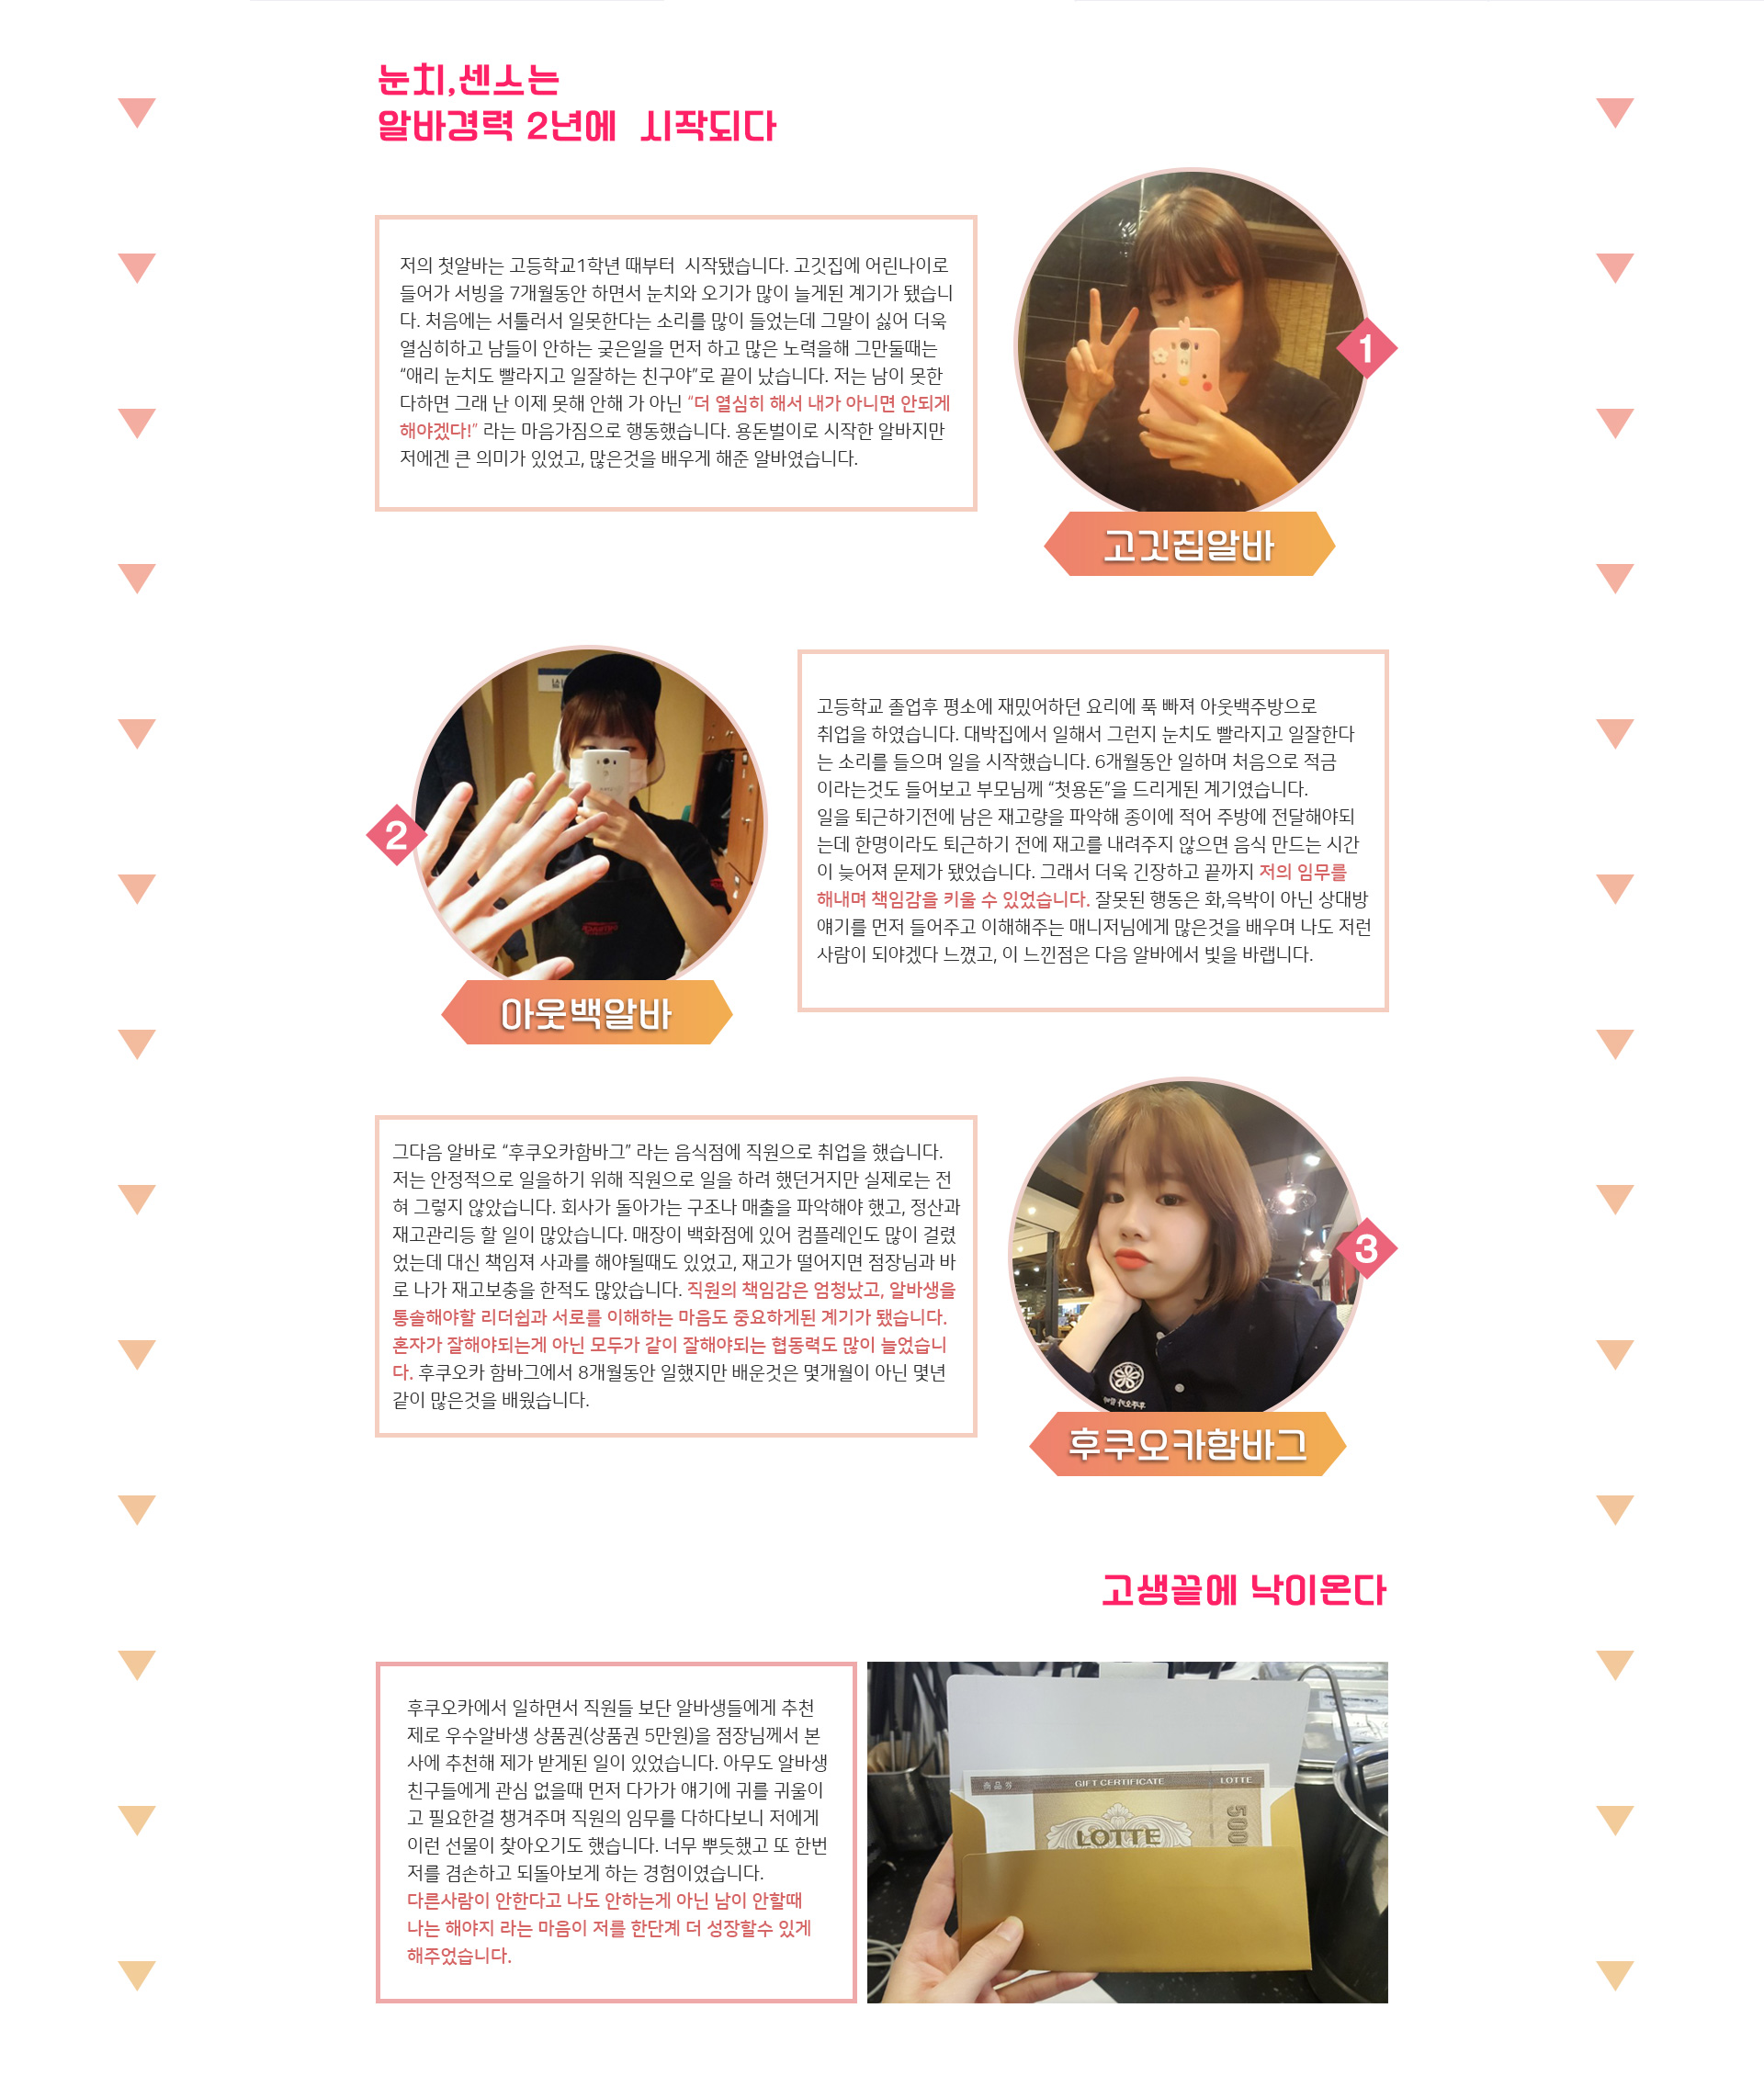 눈치,센스는
알바경력 2년에 시작되다
저의 첫알바는 고등학교1학년 때부터 시작됐습니다. 고깃집에 어린나이로
들어가 서빙을 7개월동안 하면서 눈치와 오기가 많이 늘게된 계기가 됐습니
다. 처음에는 서툴러서 일못한다는 소리를 많이 들었는데 그말이 싫어 더욱
열심히하고 남들이 안하는 궂은일을 먼저 하고 많은 노력을해 그만둘때는
“애리 눈치도 빨라지고 일잘하는 친구야”로 끝이 났습니다. 저는 남이 못한
다하면 그래 난 이제 못해 안해 가 아닌 “더 열심히 해서 내가 아니면 안되게
해야겠다!” 라는 마음가짐으로 행동했습니다. 용돈벌이로 시작한 알바지만
저에겐 큰 의미가 있었고, 많은것을 배우게 해준 알바였습니다.
1
고깃집알바
2
아웃백알바
고등학교 졸업후 평소에 재밌어하던 요리에 푹 빠져 아웃백주방으로
취업을 하였습니다. 대박집에서 일해서 그런지 눈치도 빨라지고 일잘한다
는 소리를 들으며 일을 시작했습니다. 6개월동안 일하며 처음으로 적금
이라는것도 들어보고 부모님께 “첫용돈”을 드리게된 계기였습니다.
일을 퇴근하기전에 남은 재고량을 파악해 종이에 적어 주방에 전달해야되
는데 한명이라도 퇴근하기 전에 재고를 내려주지 않으면 음식 만드는 시간
이 늦어져 문제가 됐었습니다. 그래서 더욱 긴장하고 끝까지 저의 임무를
해내며 책임감을 키울 수 있었습니다. 잘못된 행동은 화,윽박이 아닌 상대방
얘기를 먼저 들어주고 이해해주는 매니저님에게 많은것을 배우며 나도 저런
사람이 되야겠다 느꼈고, 이 느낀점은 다음 알바에서 빛을 바랩니다.
그다음 알바로 “후쿠오카함바그” 라는 음식점에 직원으로 취업을 했습니다.
저는 안정적으로 일을하기 위해 직원으로 일을 하려 했던거지만 실제로는 전
혀 그렇지 않았습니다. 회사가 돌아가는 구조나 매출을 파악해야 했고, 정산과
재고관리등 할 일이 많았습니다. 매장이 백화점에 있어 컴플레인도 많이 걸렸
었는데 대신 책임져 사과를 해야될때도 있었고, 재고가 떨어지면 점장님과 바
로 나가 재고보충을 한적도 많았습니다. 직원의 책임감은 엄청났고, 알바생을
통솔해야할 리더쉽과 서로를 이해하는 마음도 중요하게된 계기가 됐습니다.
혼자가 잘해야되는게 아닌 모두가 같이 잘해야되는 협동력도 많이 늘었습니
다. 후쿠오카 함바그에서 8개월동안 일했지만 배운것은 몇개월이 아닌 몇년
같이 많은것을 배웠습니다.
3
후쿠오카함바그
고생끝에 낙이온다
후쿠오카에서 일하면서 직원들 보단 알바생들에게 추천
제로 우수알바생 상품권(상품권 5만원)을 점장님께서 본
사에 추천해 제가 받게된 일이 있었습니다. 아무도 알바생
친구들에게 관심 없을때 먼저 다가가 얘기에 귀를 귀울이
고 필요한걸 챙겨주며 직원의 임무를 다하다보니 저에게
이런 선물이 찾아오기도 했습니다. 너무 뿌듯했고 또 한번
저를 겸손하고 되돌아보게 하는 경험이였습니다.
다른사람이 안한다고 나도 안하는게 아닌 남이 안할때
나는 해야지 라는 마음이 저를 한단계 더 성장할수 있게
해주었습니다.
商品券 GIFT CERTIFICATE LOTTE
LOTTE
500